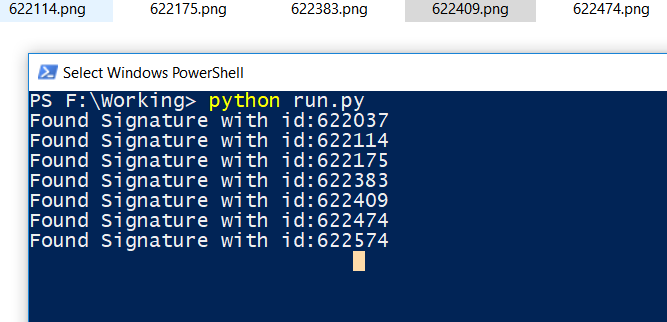 622114.png 622175.png 622383.png 622409.png 622474.png
Select Windows PowerShell
PS F:\Working> python run.py
Found Signature with id:622037
Found Signature with id:622114
Found Signature with id:622175
Found Signature with id:622383
Found Signature with id:622409
Found Signature with id:622474
Found Signature with id:622574